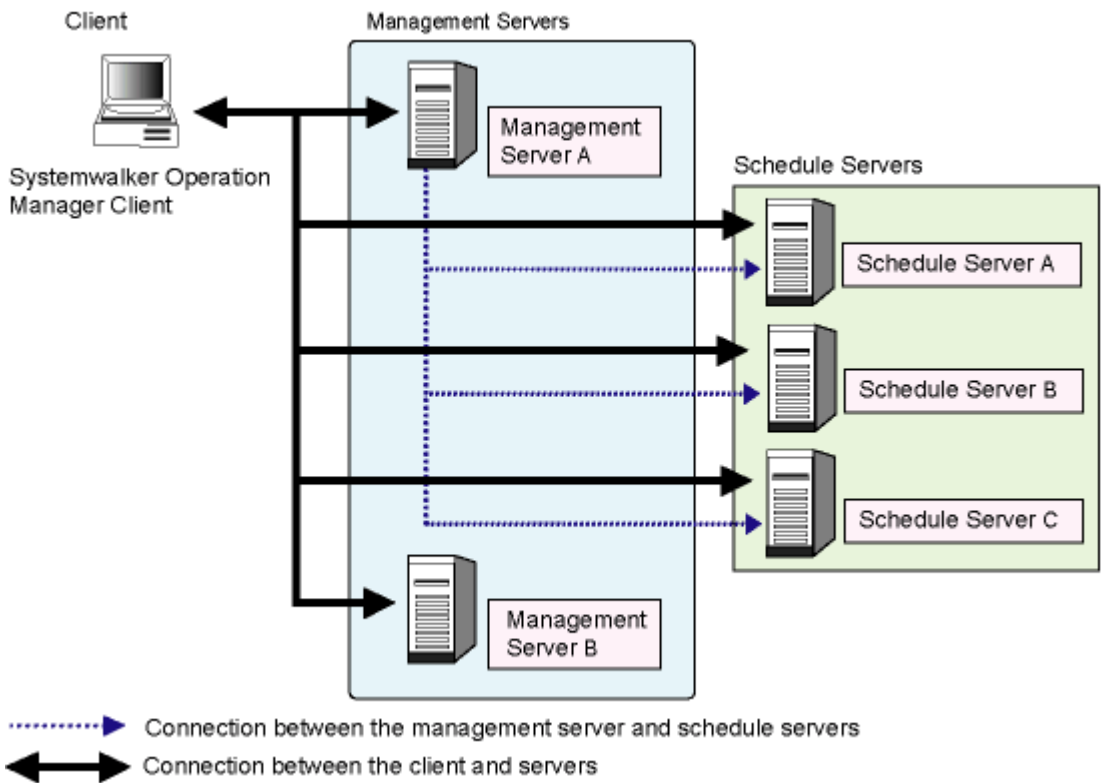 Client
Management Servers
Management
Server A
Systemwalker Operation
Manager Client
Schedule Servers
Schedule Server A
Schedule Server B
Schedule Server C
Management
Server B
Connection between the management server and schedule servers
Connection between the client and servers